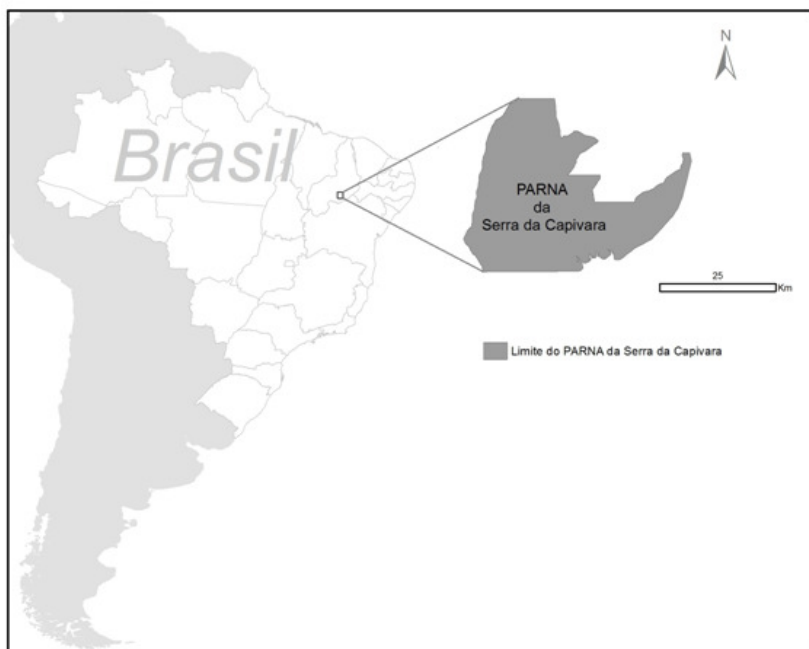 N
Brasil
PARNA
da
Serra da Capivara
25
Km
Limite do PARNA da Serra da Capivara